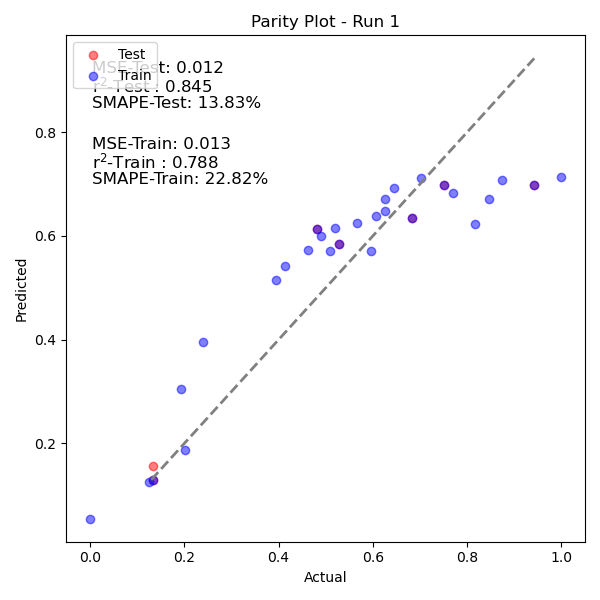 Parity Plot - Run 1
Test
Train
MSE-Test: 0.012
r²-Test : 0.845
SMAPE-Test: 13.83%
MSE-Train: 0.013
r²-Train : 0.788
SMAPE-Train: 22.82%
Predicted
0.8
0.6
0.4
0.2
0.0 0.2 0.4 0.6 0.8 1.0
Actual